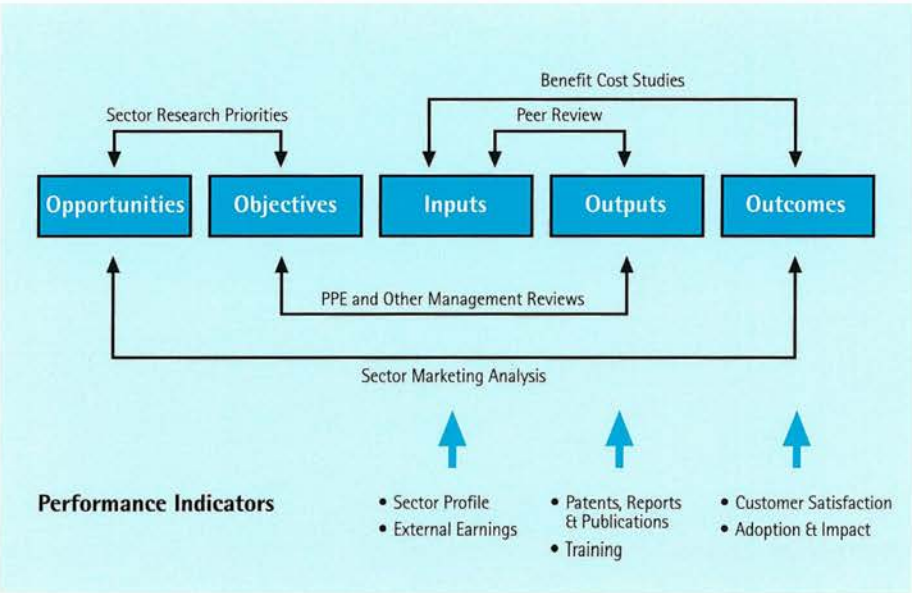 Benefit Cost Studies
Sector Research Priorities
Peer Review
Opportunities
Objectives
Inputs
Outputs
Outcomes
PPE and Other Management Reviews
Sector Marketing Analysis
Performance Indicators
• Sector Profile
• External Earnings
• Patents, Reports
& Publications
• Training
• Customer Satisfaction
• Adoption & Impact